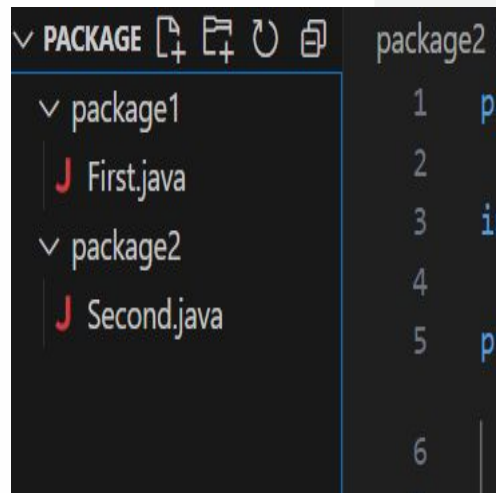 PACKAGE
package1
J First.java
package2
J Second.java
package2
1 p
2
3 i
4
5 p
6